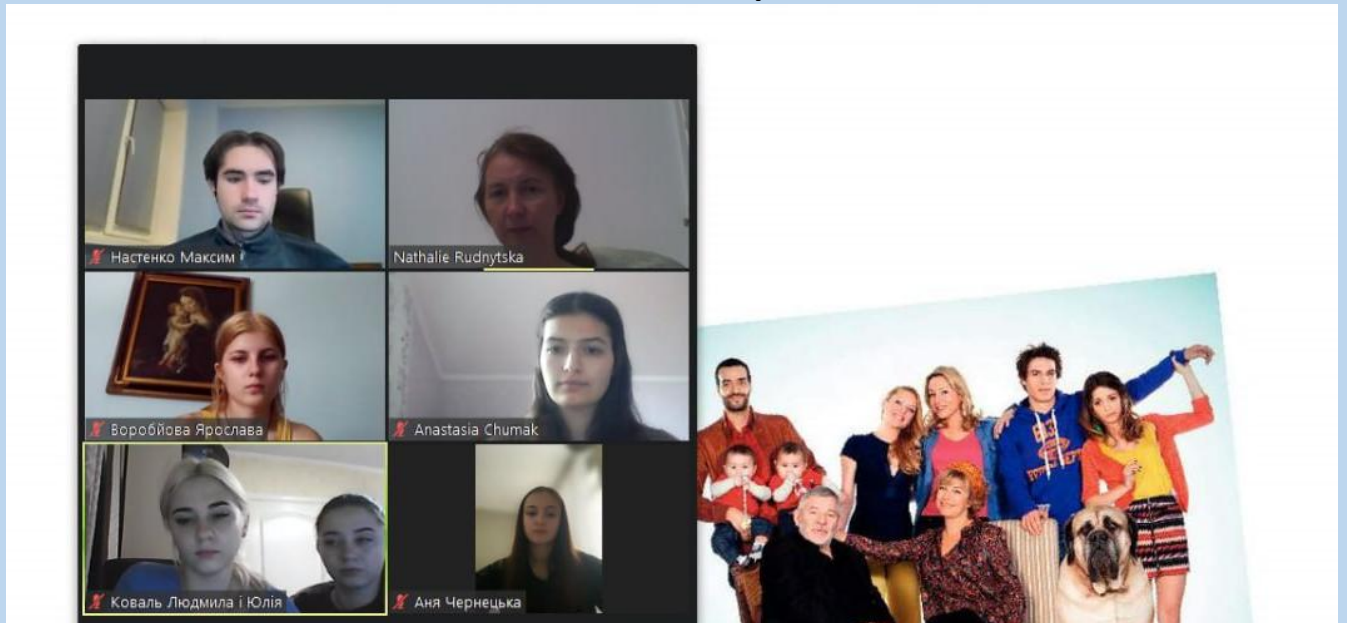 Настенко Максим
Nathalie Rudnytska
Воробйова Ярослава
Anastasia Chumak
Коваль Людмила і Юлія
Аня Чернецька